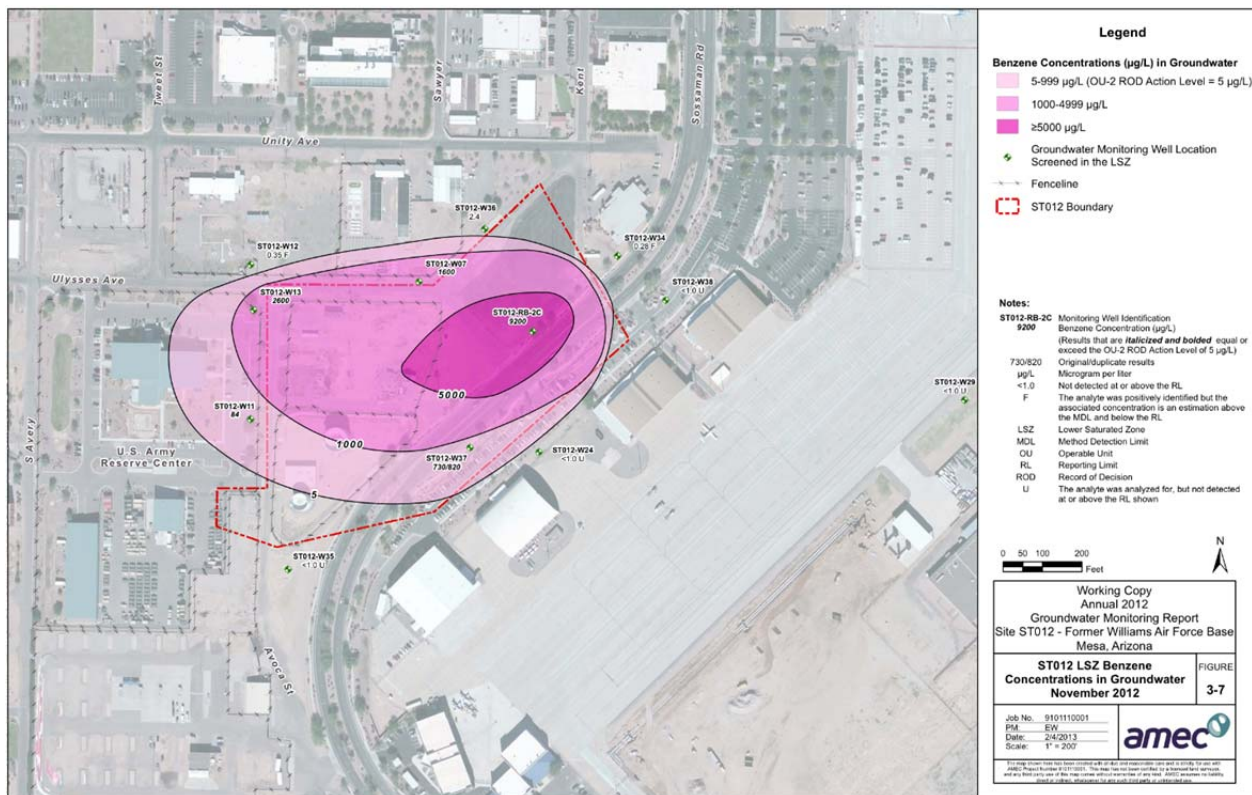 Tweet St
Sawyer
Kent
Sossaman Rd
Unity Ave
ST012-W36
2.4
ST012-W34
0.28 F
ST012-W12
0.35 F
Ulysses Ave
ST012-W07
1600
ST012-W13
2600
ST012-W38
<1.0 U
ST012-RB-2C
9200
5000
ST012-W29
<1.0 U
ST012-W11
84
1000
ST012-W37
730/820
ST012-W24
<1.0 U
S Avery
U.S. Army
Reserve Center
5
ST012-W35
<1.0 U
Avoca St
Legend
Benzene Concentrations (µg/L) in Groundwater
5-999 µg/L (OU-2 ROD Action Level = 5 µg/L)
1000-4999 µg/L
≥5000 µg/L
Groundwater Monitoring Well Location
Screened in the LSZ
Fenceline
ST012 Boundary
Notes:
ST012-RB-2C Monitoring Well Identification
9200 Benzene Concentration (µg/L)
(Results that are italicized and bolded equal or
exceed the OU-2 ROD Action Level of 5 µg/L)
730/820 Original/duplicate results
µg/L Microgram per liter
<1.0 Not detected at or above the RL
F The analyte was positively identified but the
associated concentration is an estimation above
the MDL and below the RL
LSZ Lower Saturated Zone
MDL Method Detection Limit
OU Operable Unit
RL Reporting Limit
ROD Record of Decision
U The analyte was analyzed for, but not detected
at or above the RL shown
0 50 100 200
Feet
N
Working Copy
Annual 2012
Groundwater Monitoring Report
Site ST012 - Former Williams Air Force Base
Mesa, Arizona
ST012 LSZ Benzene
Concentrations in Groundwater
November 2012
FIGURE
3-7
Job No. 9101110001
PM: EW
Date: 2/4/2013
Scale: 1" = 200'
amec